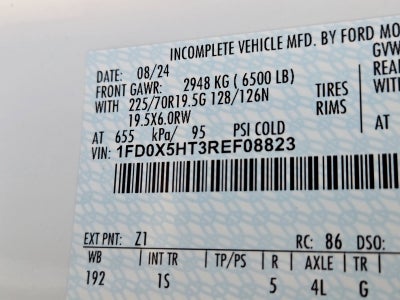 INCOMPLETE VEHICLE MFD. BY FORD MO
DATE: 08/24 GVW
FRONT GAWR: 2948 KG ( 6500 LB) REA
WITH 225/70R19.5G 128/126N TIRES WITH
19.5X6.0RW RIMS
AT 655 kPa/ 95 PSI COLD AT
VIN: 1FD0X5HT3REF08823
EXT PNT: Z1 RC: 86 DSO:
WB INT TR TP/PS R AXLE TR
192 1S 5 4L G